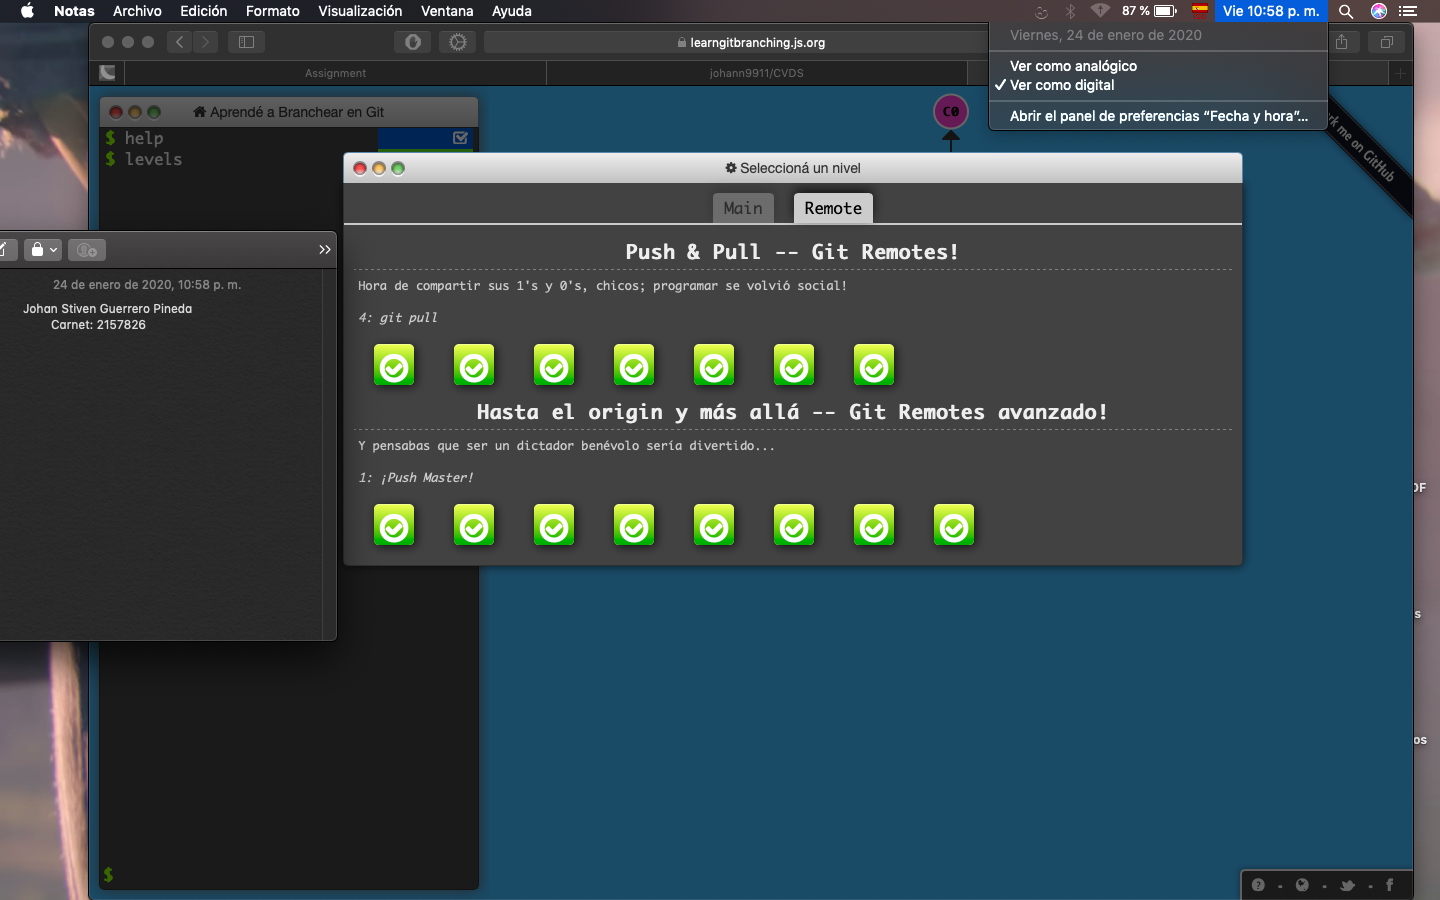 Notas Archivo Edición Formato Visualización Ventana Ayuda 87 % Vie 10:58 p. m.
Viernes, 24 de enero de 2020
learngitbranching.js.org
Ver como analógico
Assignment johann9911/CVDS
Ver como digital
Abrir el panel de preferencias “Fecha y hora”...
Aprendé a Branchear en Git
C0
$ help
$ levels
rk me on GitHub
Seleccioná un nivel
Main Remote
Push & Pull -- Git Remotes!
Hora de compartir sus 1's y 0's, chicos; programar se volvió social!
4: git pull
24 de enero de 2020, 10:58 p. m.
Johan Stiven Guerrero Pineda
Carnet: 2157826
Hasta el origin y más allá -- Git Remotes avanzado!
Y pensabas que ser un dictador benévolo sería divertido...
1: ¡Push Master!
DF
s
os
$